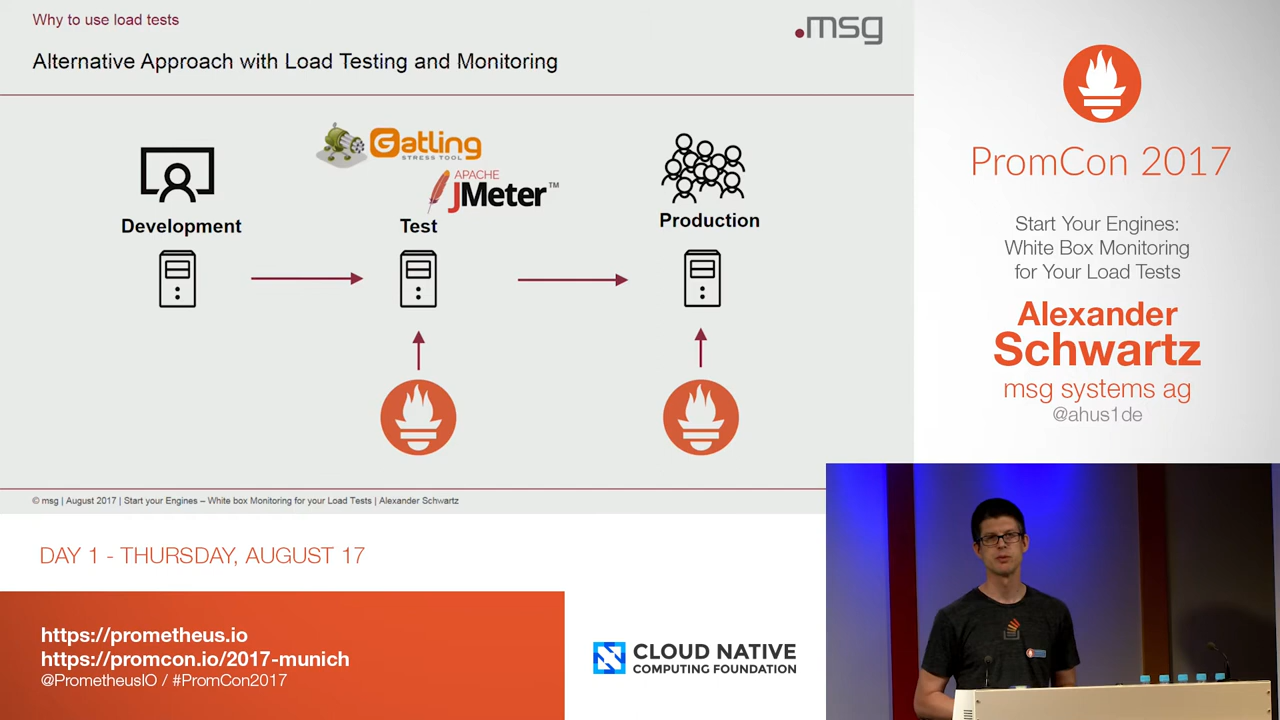 Why to use load tests
.msg
Alternative Approach with Load Testing and Monitoring
Gatling
STRESS TOOL
APACHE
JMeter™
Development
Test
Production
© msg | August 2017 | Start your Engines – White box Monitoring for your Load Tests | Alexander Schwartz
PromCon 2017
Start Your Engines:
White Box Monitoring
for Your Load Tests
Alexander
Schwartz
msg systems ag
@ahus1de
DAY 1 - THURSDAY, AUGUST 17
https://prometheus.io
https://promcon.io/2017-munich
@PrometheusIO / #PromCon2017
CLOUD NATIVE
COMPUTING FOUNDATION